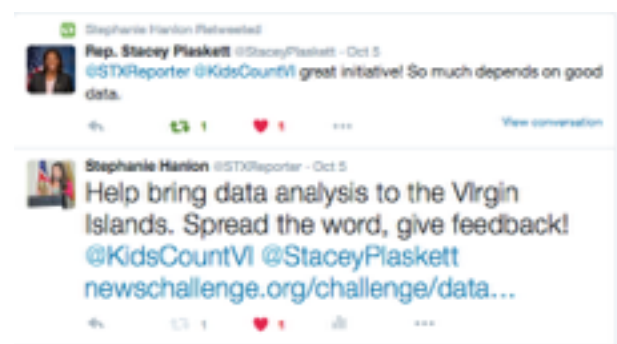 Stephanie Hanlon Retweeted
Rep. Stacey Plaskett @StaceyPlaskett · Oct 5
@STXReporter @KidsCountVI great initiative! So much depends on good
data.
1 1 ...
View conversation
Stephanie Hanlon @STXReporter · Oct 5
Help bring data analysis to the VIrgin
Islands. Spread the word, give feedback!
@KidsCountVI @StaceyPlaskett
newschallenge.org/challenge/data...
1 1 ...